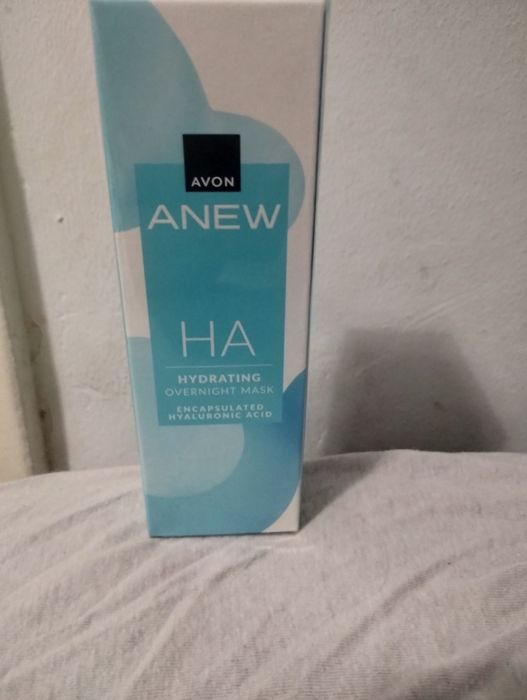 AVON
ANEW
HA
HYDRATING
OVERNIGHT MASK
ENCAPSULATED
HYALURONIC ACID